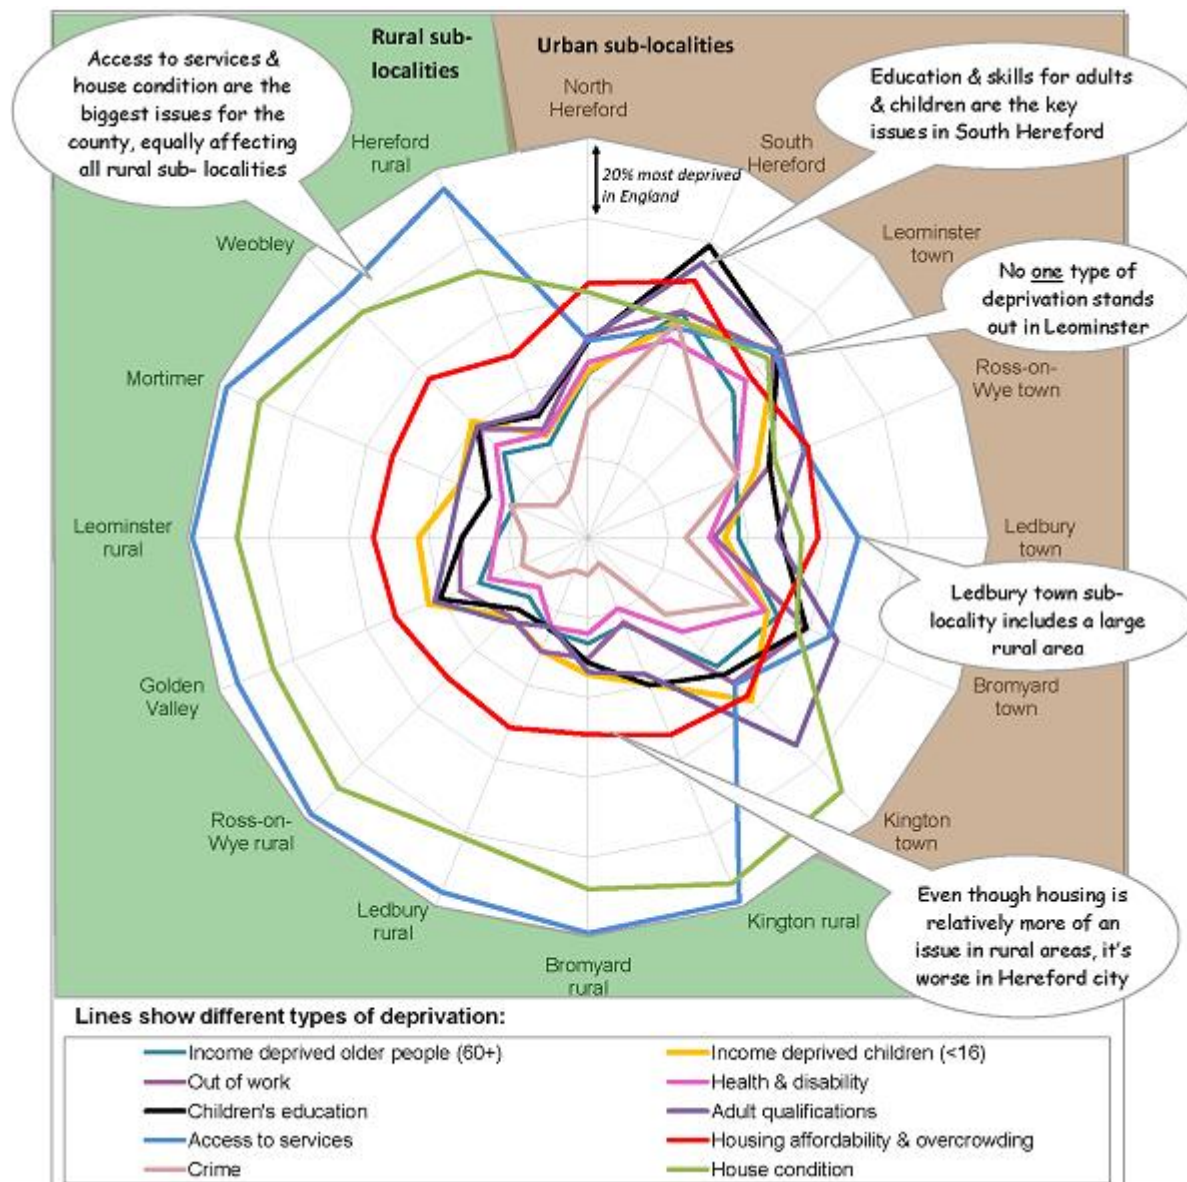 Rural sub-
localities
Urban sub-localities
Access to services &
house condition are the
biggest issues for the
county, equally affecting
all rural sub- localities
Education & skills for adults
& children are the key
issues in South Hereford
North
Hereford
South
Hereford
Hereford
rural
20% most deprived
in England
Weobley
Leominster
town
No one type of
deprivation stands
out in Leominster
Mortimer
Ross-on-
Wye town
Leominster
rural
Ledbury
town
Ledbury town sub-
locality includes a large
rural area
Golden
Valley
Bromyard
town
Ross-on-
Wye rural
Kington
town
Ledbury
rural
Kington rural
Even though housing is
relatively more of an
issue in rural areas, it's
worse in Hereford city
Bromyard
rural
Lines show different types of deprivation:
Income deprived older people (60+)
Income deprived children (<16)
Out of work
Health & disability
Children's education
Adult qualifications
Access to services
Housing affordability & overcrowding
Crime
House condition